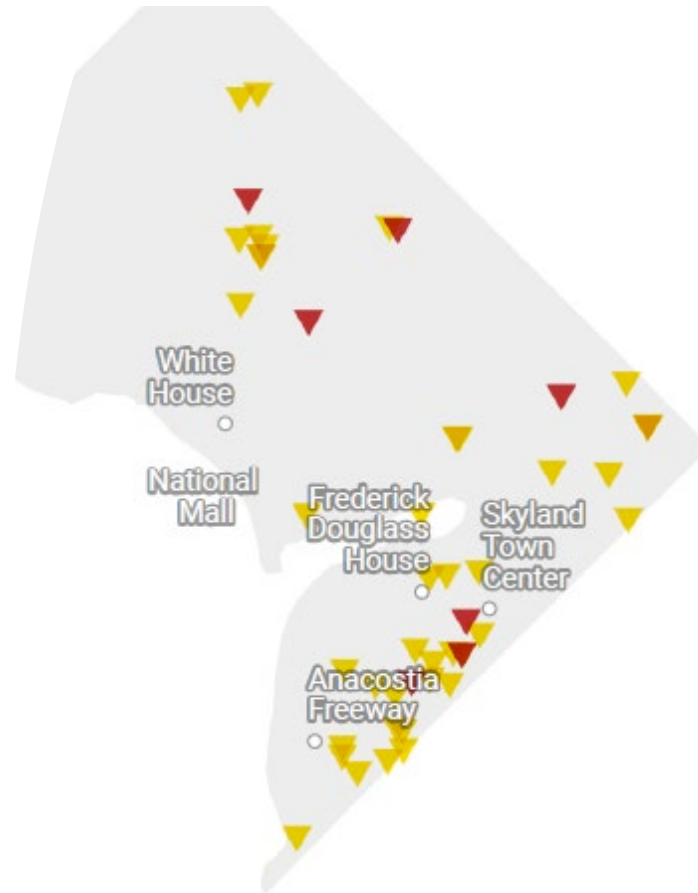 White
House
National
Mall
Frederick
Douglass
House
Skyland
Town
Center
Anacostia
Freeway